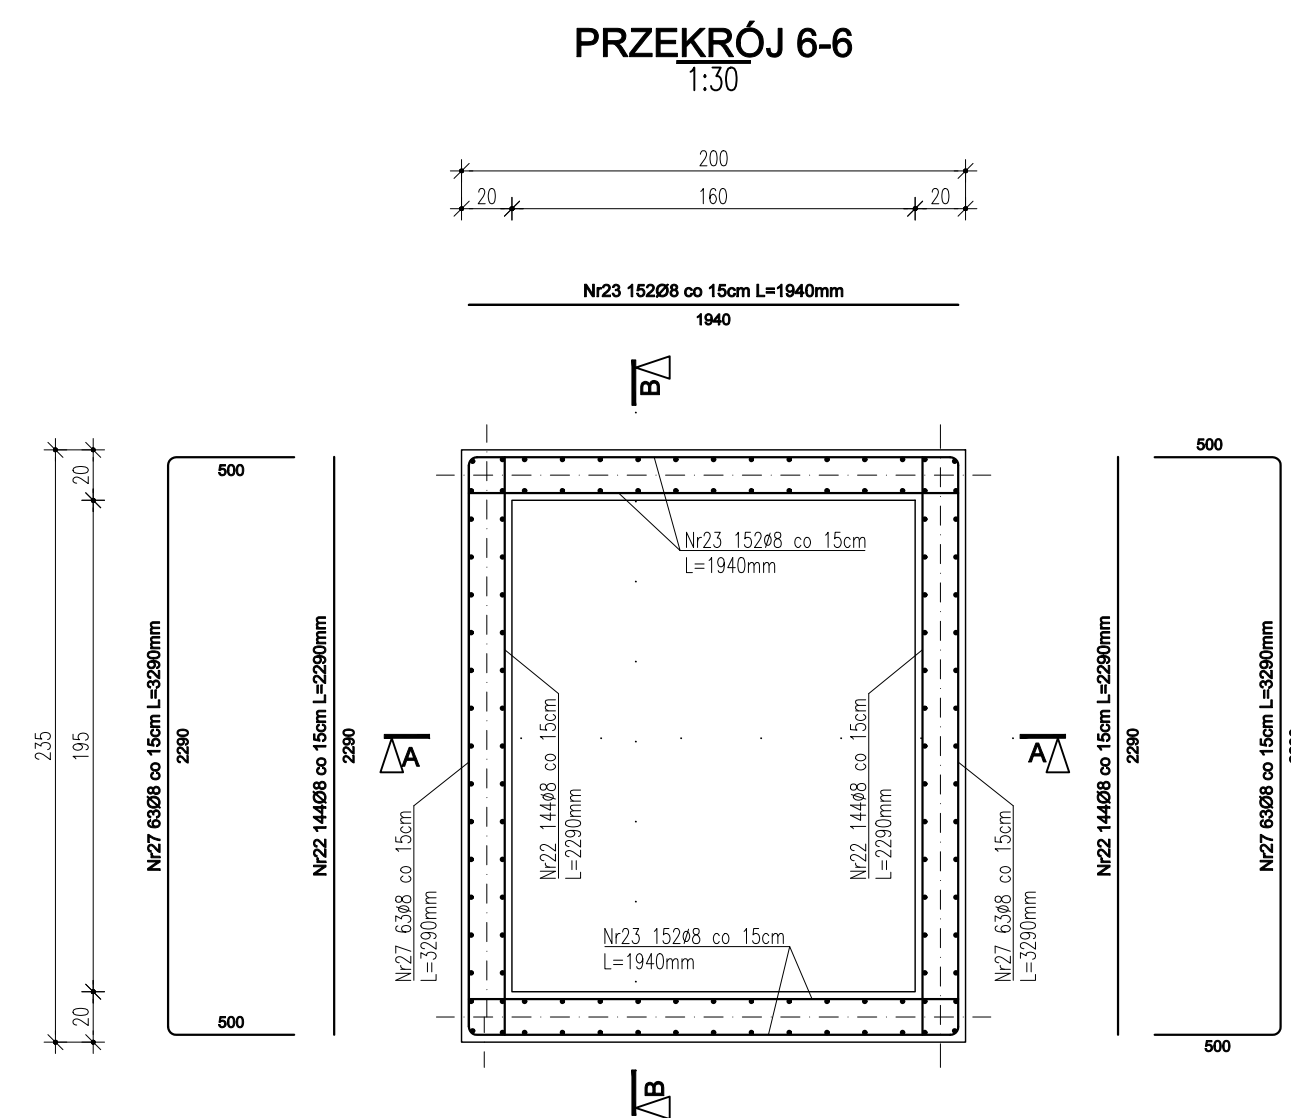 PRZEKRÓJ 6-6
1:30
200
20 160 20
Nr23 152Ø8 co 15cm L=1940mm
1940
B
500
500
20
20
Nr23 152ø8 co 15cm
L=1940mm
Nr27 63Ø8 co 15cm L=3290mm
2290
Nr22 144Ø8 co 15cm L=2290mm
2290
235
195
A
A
Nr22 144ø8 co 15cm
L=2290mm
Nr22 144ø8 co 15cm
L=2290mm
Nr22 144Ø8 co 15cm L=2290mm
2290
Nr27 63Ø8 co 15cm L=3290mm
Nr27 63ø8 co 15cm
L=3290mm
Nr27 63ø8 co 15cm
L=3290mm
Nr23 152ø8 co 15cm
L=1940mm
20
500
500
B